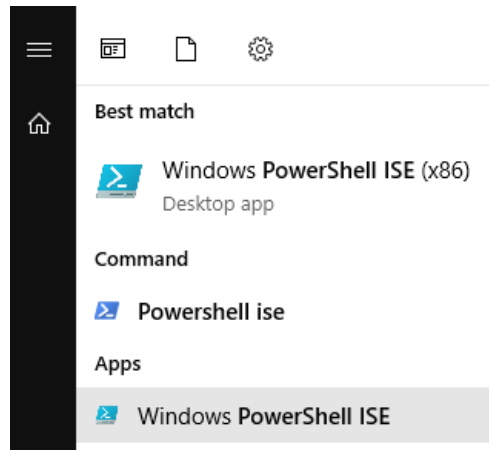 Best match
Windows PowerShell ISE (x86)
Desktop app
Command
Powershell ise
Apps
Windows PowerShell ISE